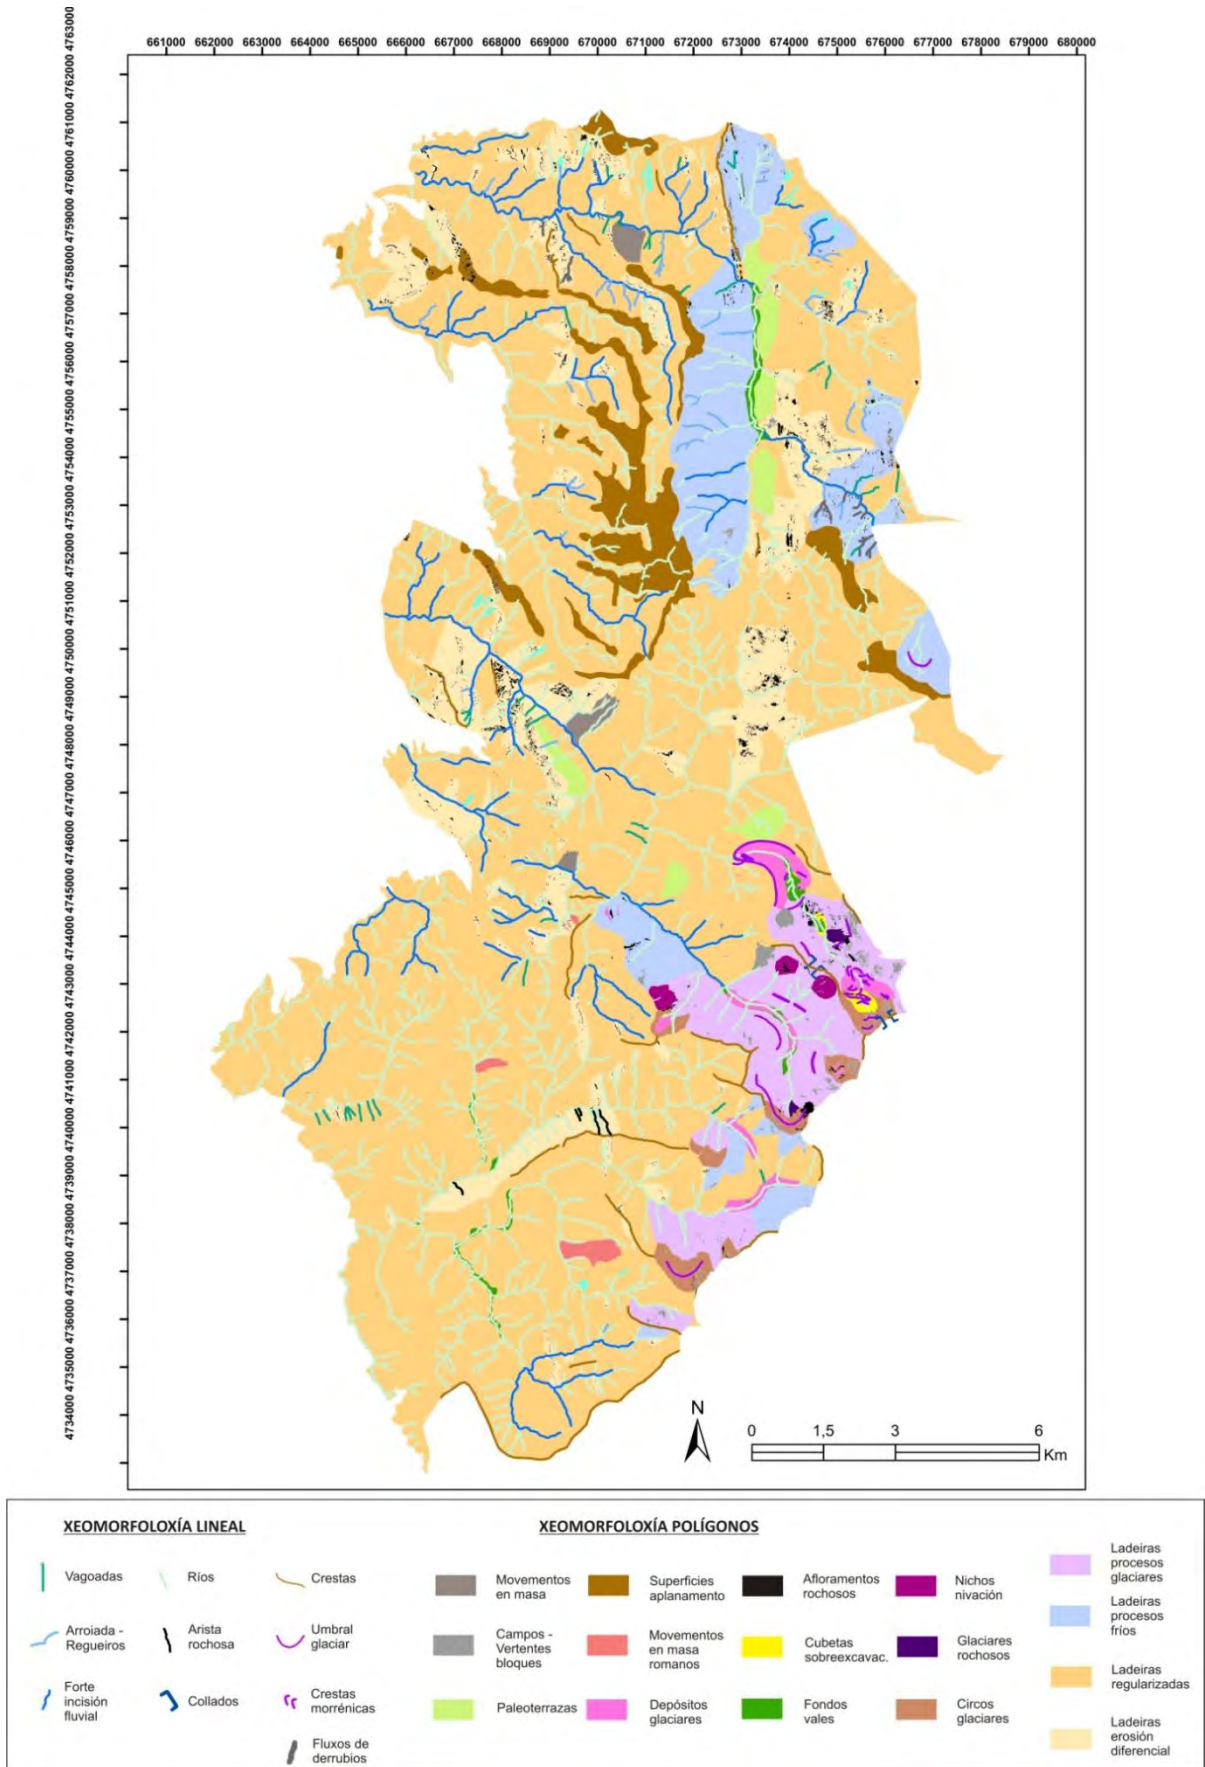 661000 662000 663000 664000 665000 666000 667000 668000 669000 670000 671000 672000 673000 674000 675000 676000 677000 678000 679000 680000
4734000 4735000 4736000 4737000 4738000 4739000 4740000 4741000 4742000 4743000 4744000 4745000 4746000 4747000 4748000 4749000 4750000 4751000 4752000 4753000 4754000 4755000 4756000 4757000 4758000 4759000 4760000 4761000 4762000 4763000
N
0 1,5 3 6
Km
XEOMORFOLOXÍA LINEAL
Vagoadas
Ríos
Crestas
Arroiada -
Regueiros
Arista
rochosa
Umbral
glaciar
Forte
incisión
fluvial
Collados
Crestas
morrénicas
Fluxos de
derrubios
XEOMORFOLOXÍA POLÍGONOS
Movementos
en masa
Superficies
aplanamento
Afloramentos
rochosos
Nichos
nivación
Campos -
Vertentes
bloques
Movementos
en masa
romanos
Cubetas
sobreexcavac.
Glaciares
rochosos
Paleoterrazas
Depósitos
glaciares
Fondos
vales
Circos
glaciares
Ladeiras
procesos
glaciares
Ladeiras
procesos
fríos
Ladeiras
regularizadas
Ladeiras
erosión
diferencial